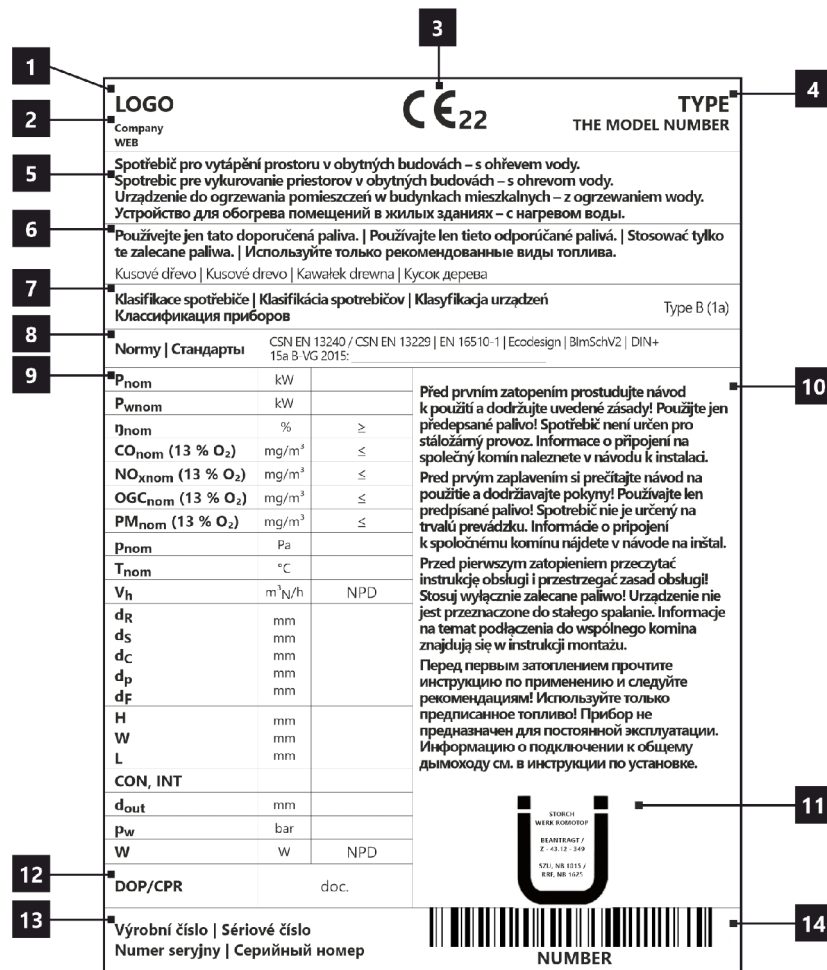 3
1
LOGO
CE22
TYPE
4
2
Company
WEB
THE MODEL NUMBER
5
Spotřebič pro vytápění prostoru v obytných budovách – s ohřevem vody.
Spotrebic pre vykurovanie priestorov v obytných budovách – s ohrevom vody.
Urządzenie do ogrzewania pomieszczeń w budynkach mieszkalnych – z ogrzewaniem wody.
Устройство для обогрева помещений в жилых зданиях – с нагревом воды.
6
Používejte jen tato doporučená paliva. | Používajte len tieto odporúčané palivá. | Stosować tylko
te zalecane paliwa. | Используйте только рекомендованные виды топлива.
Kusové dřevo | Kusové drevo | Kawałek drewna | Кусок дерева
7
Klasifikace spotřebiče | Klasifikácia spotrebičov | Klasyfikacja urządzeń
Классификация приборов
Type B (1a)
8
Normy | Стандарты
CSN EN 13240 / CSN EN 13229 | EN 16510-1 | Ecodesign | BImSchV2 | DIN+
15a B-VG 2015:
9
Pnom kW
Pwnom kW
ηnom % ≥
COnom (13 % O₂) mg/m³ ≤
NOxnom (13 % O₂) mg/m³ ≤
OGCnom (13 % O₂) mg/m³ ≤
PMnom (13 % O₂) mg/m³ ≤
pnom Pa
Tnom °C
Vh m³N/h NPD
dR mm
dS mm
dC mm
dp mm
dF mm
H mm
W mm
L mm
CON, INT
dout mm
pw bar
W W NPD
10
Před prvním zatopením prostudujte návod
k použití a dodržujte uvedené zásady! Použijte jen
předepsané palivo! Spotřebič není určen pro
stáložárný provoz. Informace o připojení na
společný komín naleznete v návodu k instalaci.
Pred prvým zaplavením si prečítajte návod na
použitie a dodržiavajte pokyny! Používajte len
predpísané palivo! Spotrebič nie je určený na
trvalú prevádzku. Informácie o pripojení
k spoločnému komínu nájdete v návode na inštal.
Przed pierwszym zatopieniem przeczytać
instrukcję obsługi i przestrzegać zasad obsługi!
Stosuj wyłącznie zalecane paliwo! Urządzenie nie
jest przeznaczone do stałego spalanie. Informacje
na temat podłączenia do wspólnego komina
znajdują się w instrukcji montażu.
Перед первым затоплением прочтите
инструкцию по применению и следуйте
рекомендациям! Используйте только
предписанное топливо! Прибор не
предназначен для постоянной эксплуатации.
Информацию о подключении к общему
дымоходу см. в инструкции по установке.
11
STORCH
WERK ROMOTOP
BEANTRAGT /
Z - 43.12 - 349
SZU, NB 1015 /
RRF, NB 1625
12
DOP/CPR doc.
13
Výrobní číslo | Sériové číslo
Numer seryjny | Серийный номер
14
NUMBER